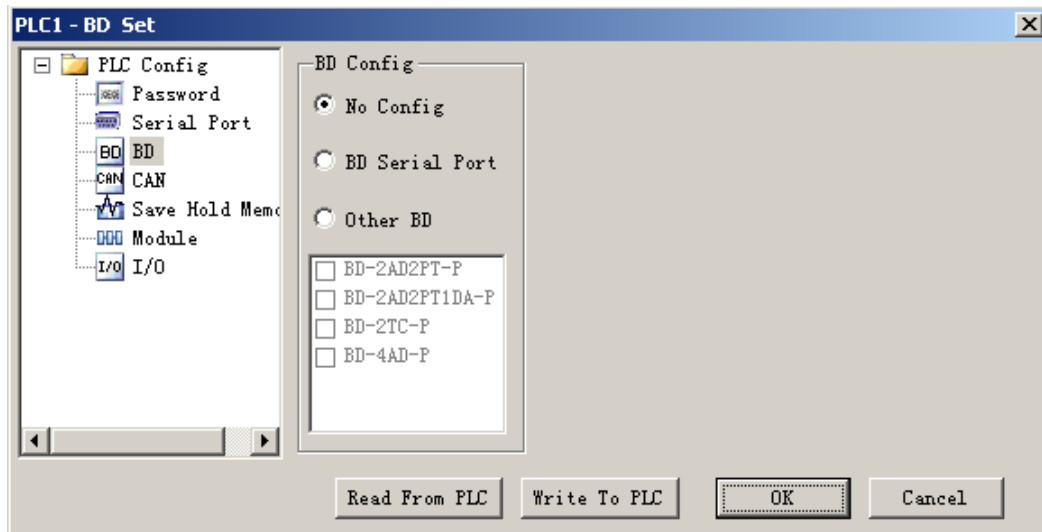 PLC1 - BD Set
PLC Config
Password
Serial Port
BD BD
CAN CAN
Save Hold Memo
Module
I/O I/O
BD Config
No Config
BD Serial Port
Other BD
BD-2AD2PT-P
BD-2AD2PT1DA-P
BD-2TC-P
BD-4AD-P
Read From PLC Write To PLC OK Cancel